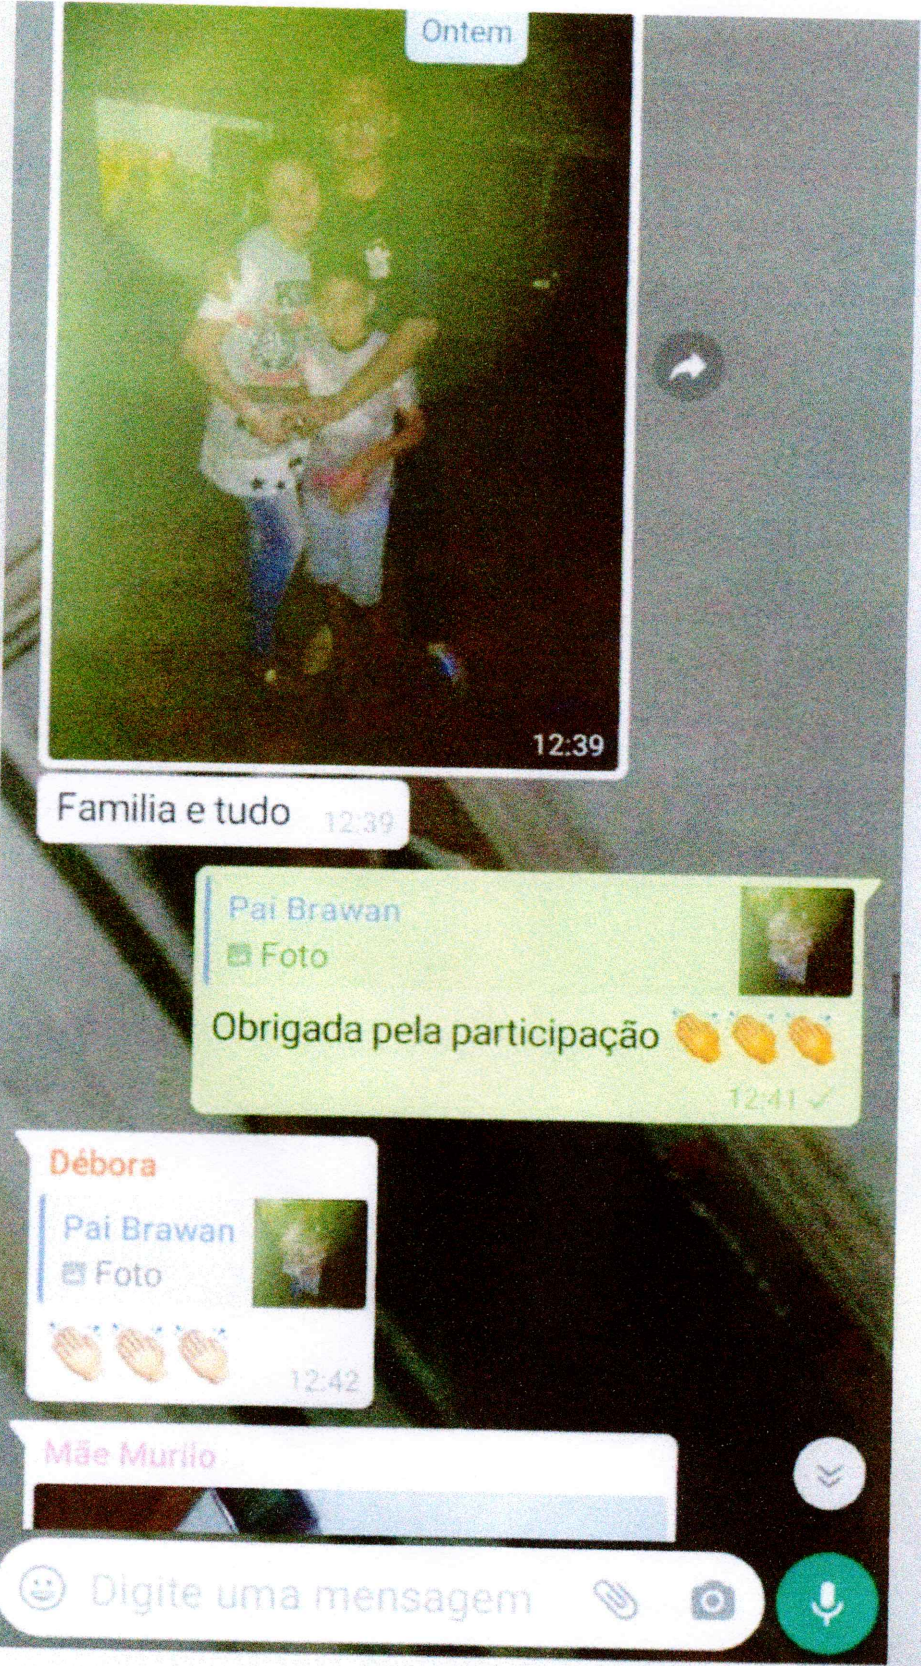 Ontem
12:39
Familia e tudo 12:39
Pai Brawan
Foto
Obrigada pela participação 👏👏👏
12:41
Débora
Pai Brawan
Foto
👏🏻👏🏻👏🏻
12:42
Mãe Murilo
Digite uma mensagem